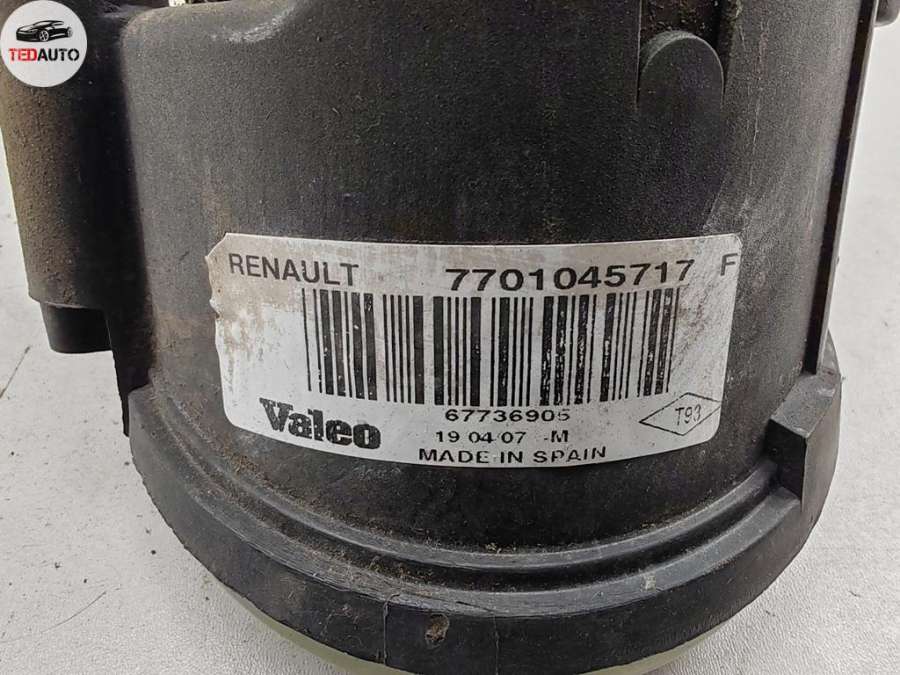 TEDAUTO
RENAULT 7701045717 F
67736905
Valeo
T93
19 04 07 -M
MADE IN SPAIN